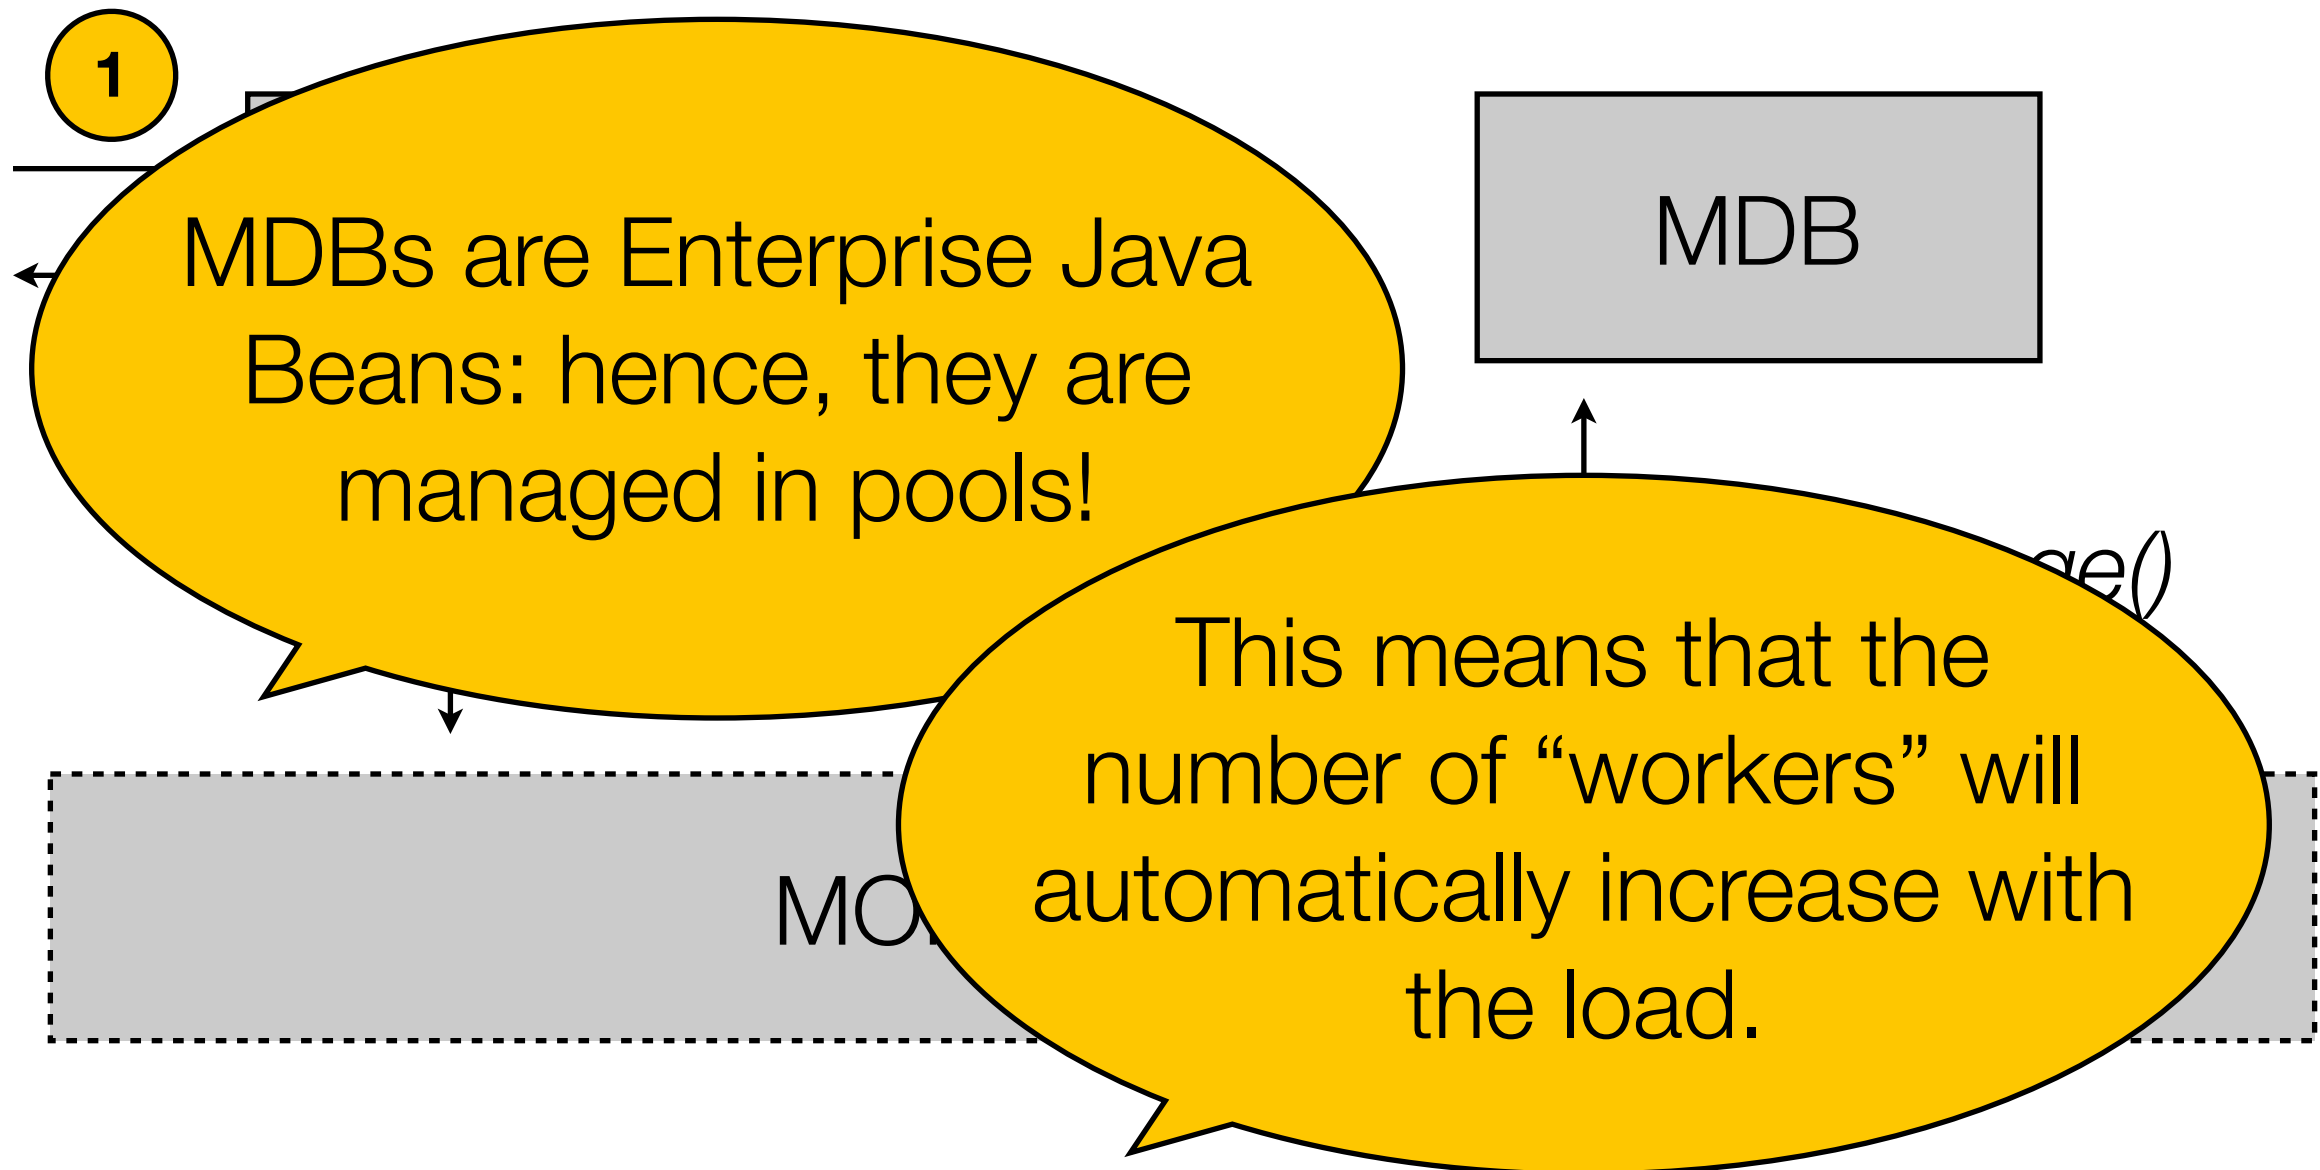 1
MDBs are Enterprise Java
Beans: hence, they are
managed in pools!
MDB
This means that the
number of “workers” will
automatically increase with
the load.